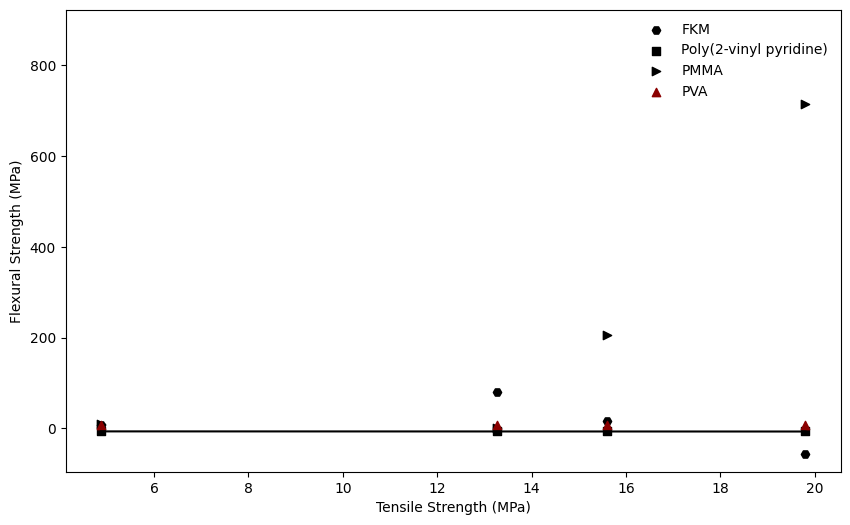 FKM
Poly(2-vinyl pyridine)
PMMA
PVA
800
600
400
200
0
Flexural Strength (MPa)
6 8 10 12 14 16 18 20
Tensile Strength (MPa)